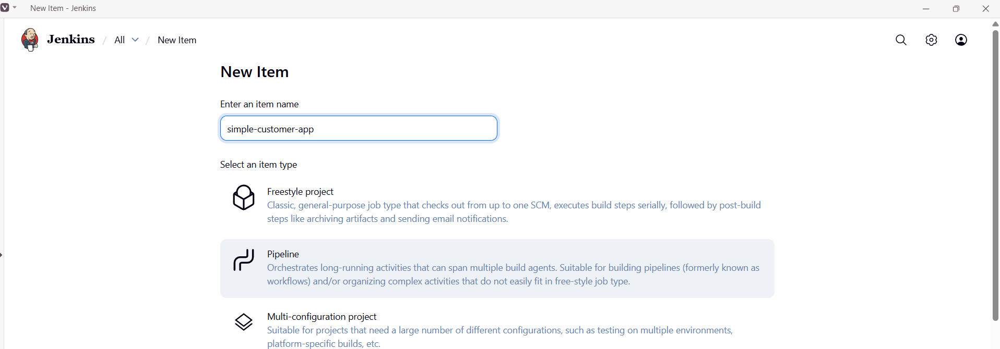 New Item - Jenkins
Jenkins / All / New Item
New Item
Enter an item name
simple-customer-app
Select an item type
Freestyle project
Classic, general-purpose job type that checks out from up to one SCM, executes build steps serially, followed by post-build
steps like archiving artifacts and sending email notifications.
Pipeline
Orchestrates long-running activities that can span multiple build agents. Suitable for building pipelines (formerly known as
workflows) and/or organizing complex activities that do not easily fit in free-style job type.
Multi-configuration project
Suitable for projects that need a large number of different configurations, such as testing on multiple environments,
platform-specific builds, etc.